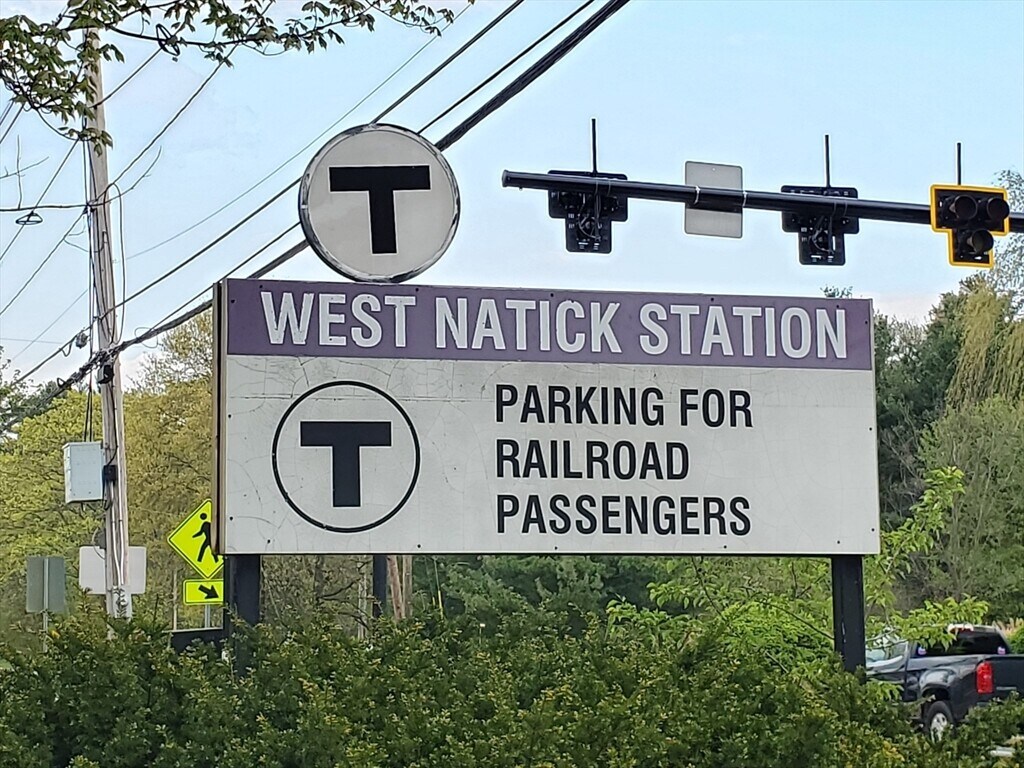 T
WEST NATICK STATION
T
PARKING FOR
RAILROAD
PASSENGERS